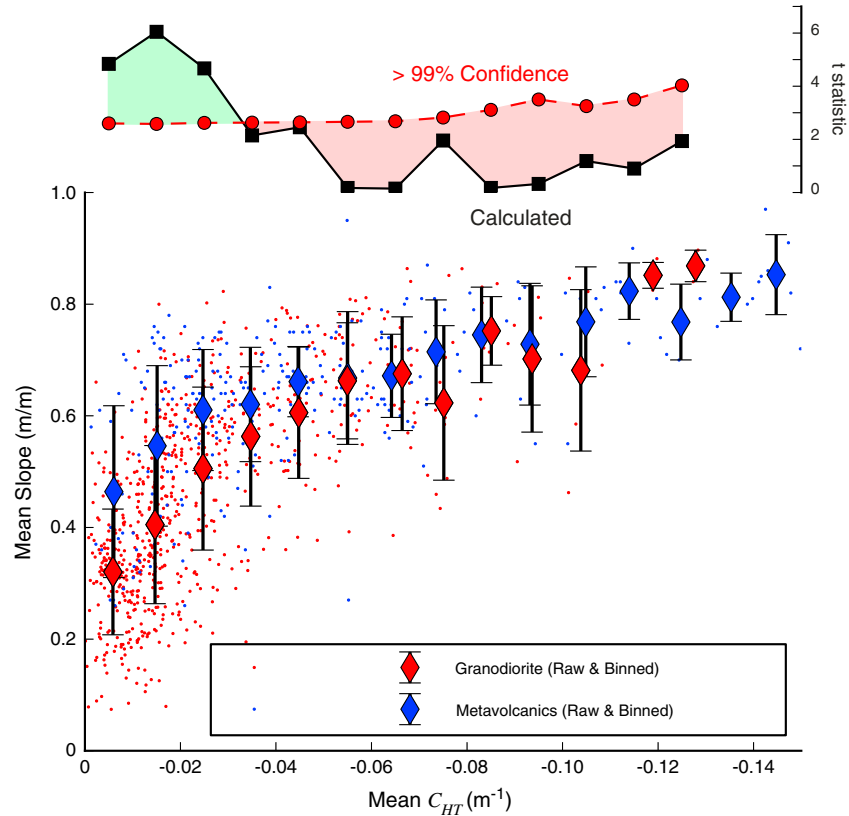 6
4
2
0
t statistic
> 99% Confidence
Calculated
1.0
0.8
0.6
0.4
0.2
0
Mean Slope (m/m)
Granodiorite (Raw & Binned)
Metavolcanics (Raw & Binned)
0
-0.02
-0.04
-0.06
-0.08
-0.10
-0.12
-0.14
Mean C_HT (m⁻¹)